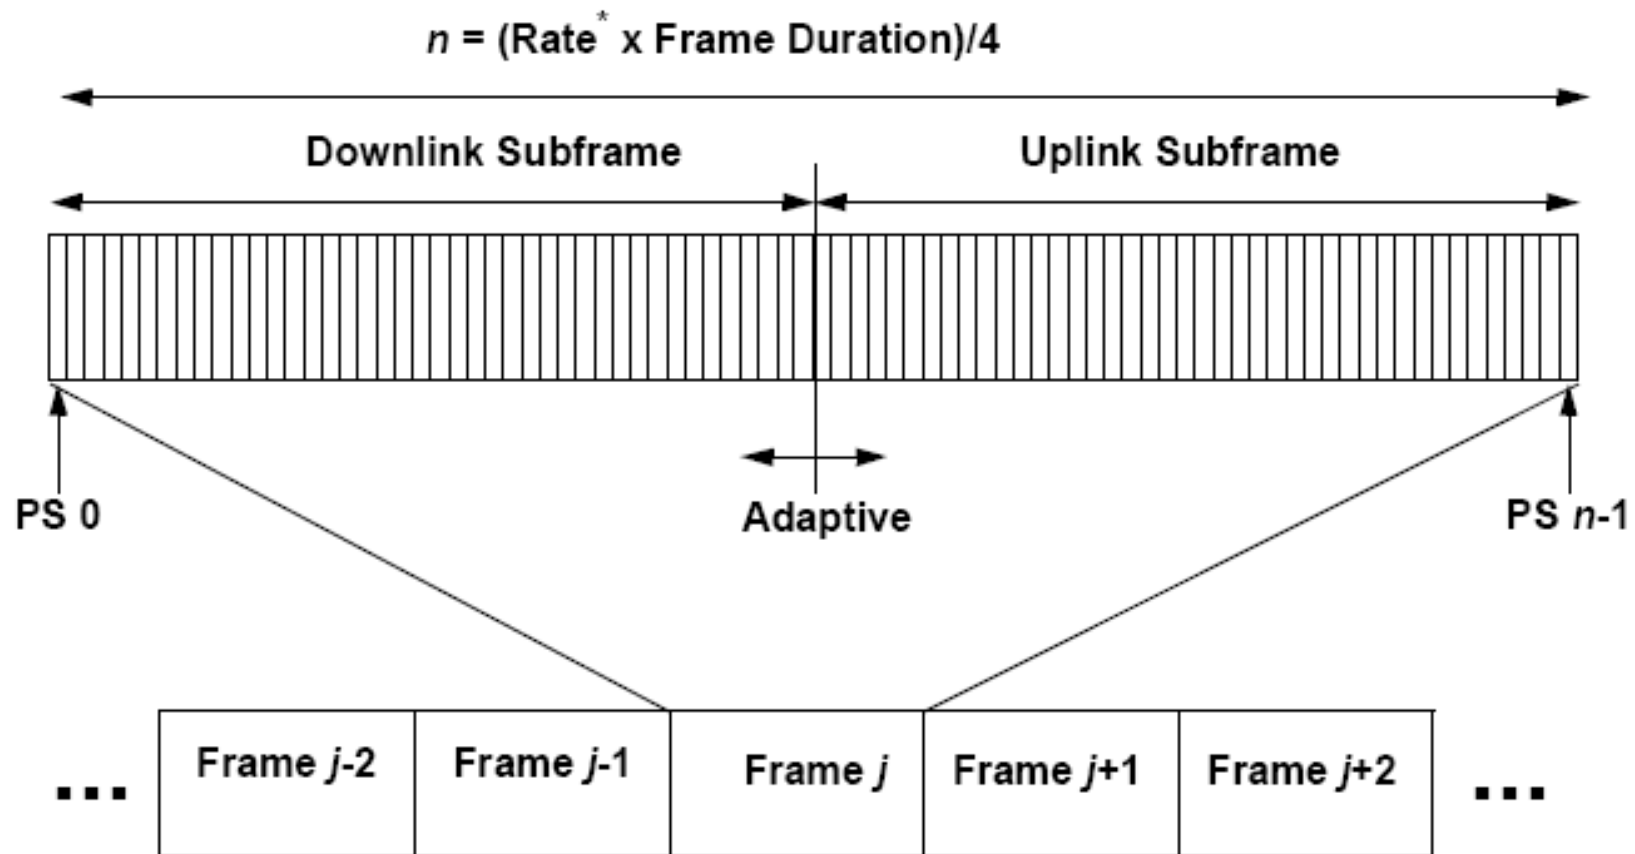 n = (Rate* x Frame Duration)/4
Downlink Subframe
Uplink Subframe
PS 0
Adaptive
PS n-1
... Frame j-2 Frame j-1 Frame j Frame j+1 Frame j+2 ...